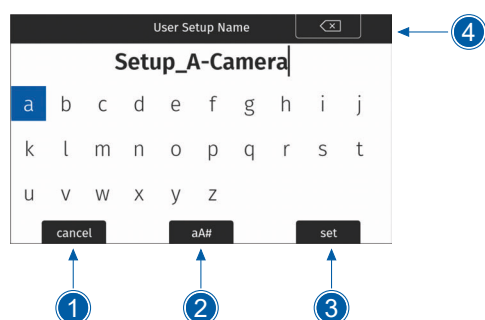 User Setup Name
4
Setup_A-Camera
a b c d e f g h i j
k l m n o p q r s t
u v w x y z
cancel aA# set
1 2 3